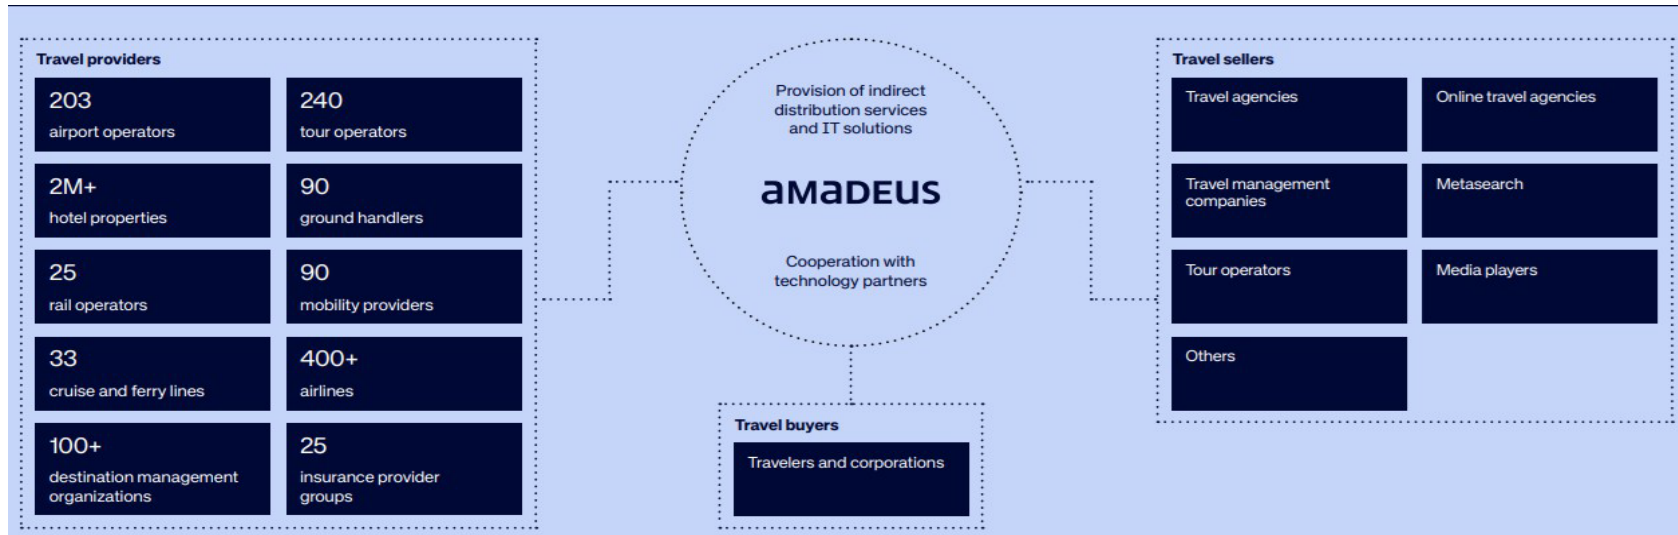 Travel providers
203
airport operators
240
tour operators
2M+
hotel properties
90
ground handlers
25
rail operators
90
mobility providers
33
cruise and ferry lines
400+
airlines
100+
destination management
organizations
25
insurance provider
groups
Provision of indirect
distribution services
and IT solutions
aMaDEUS
Cooperation with
technology partners
Travel buyers
Travelers and corporations
Travel sellers
Travel agencies
Online travel agencies
Travel management
companies
Metasearch
Tour operators
Media players
Others